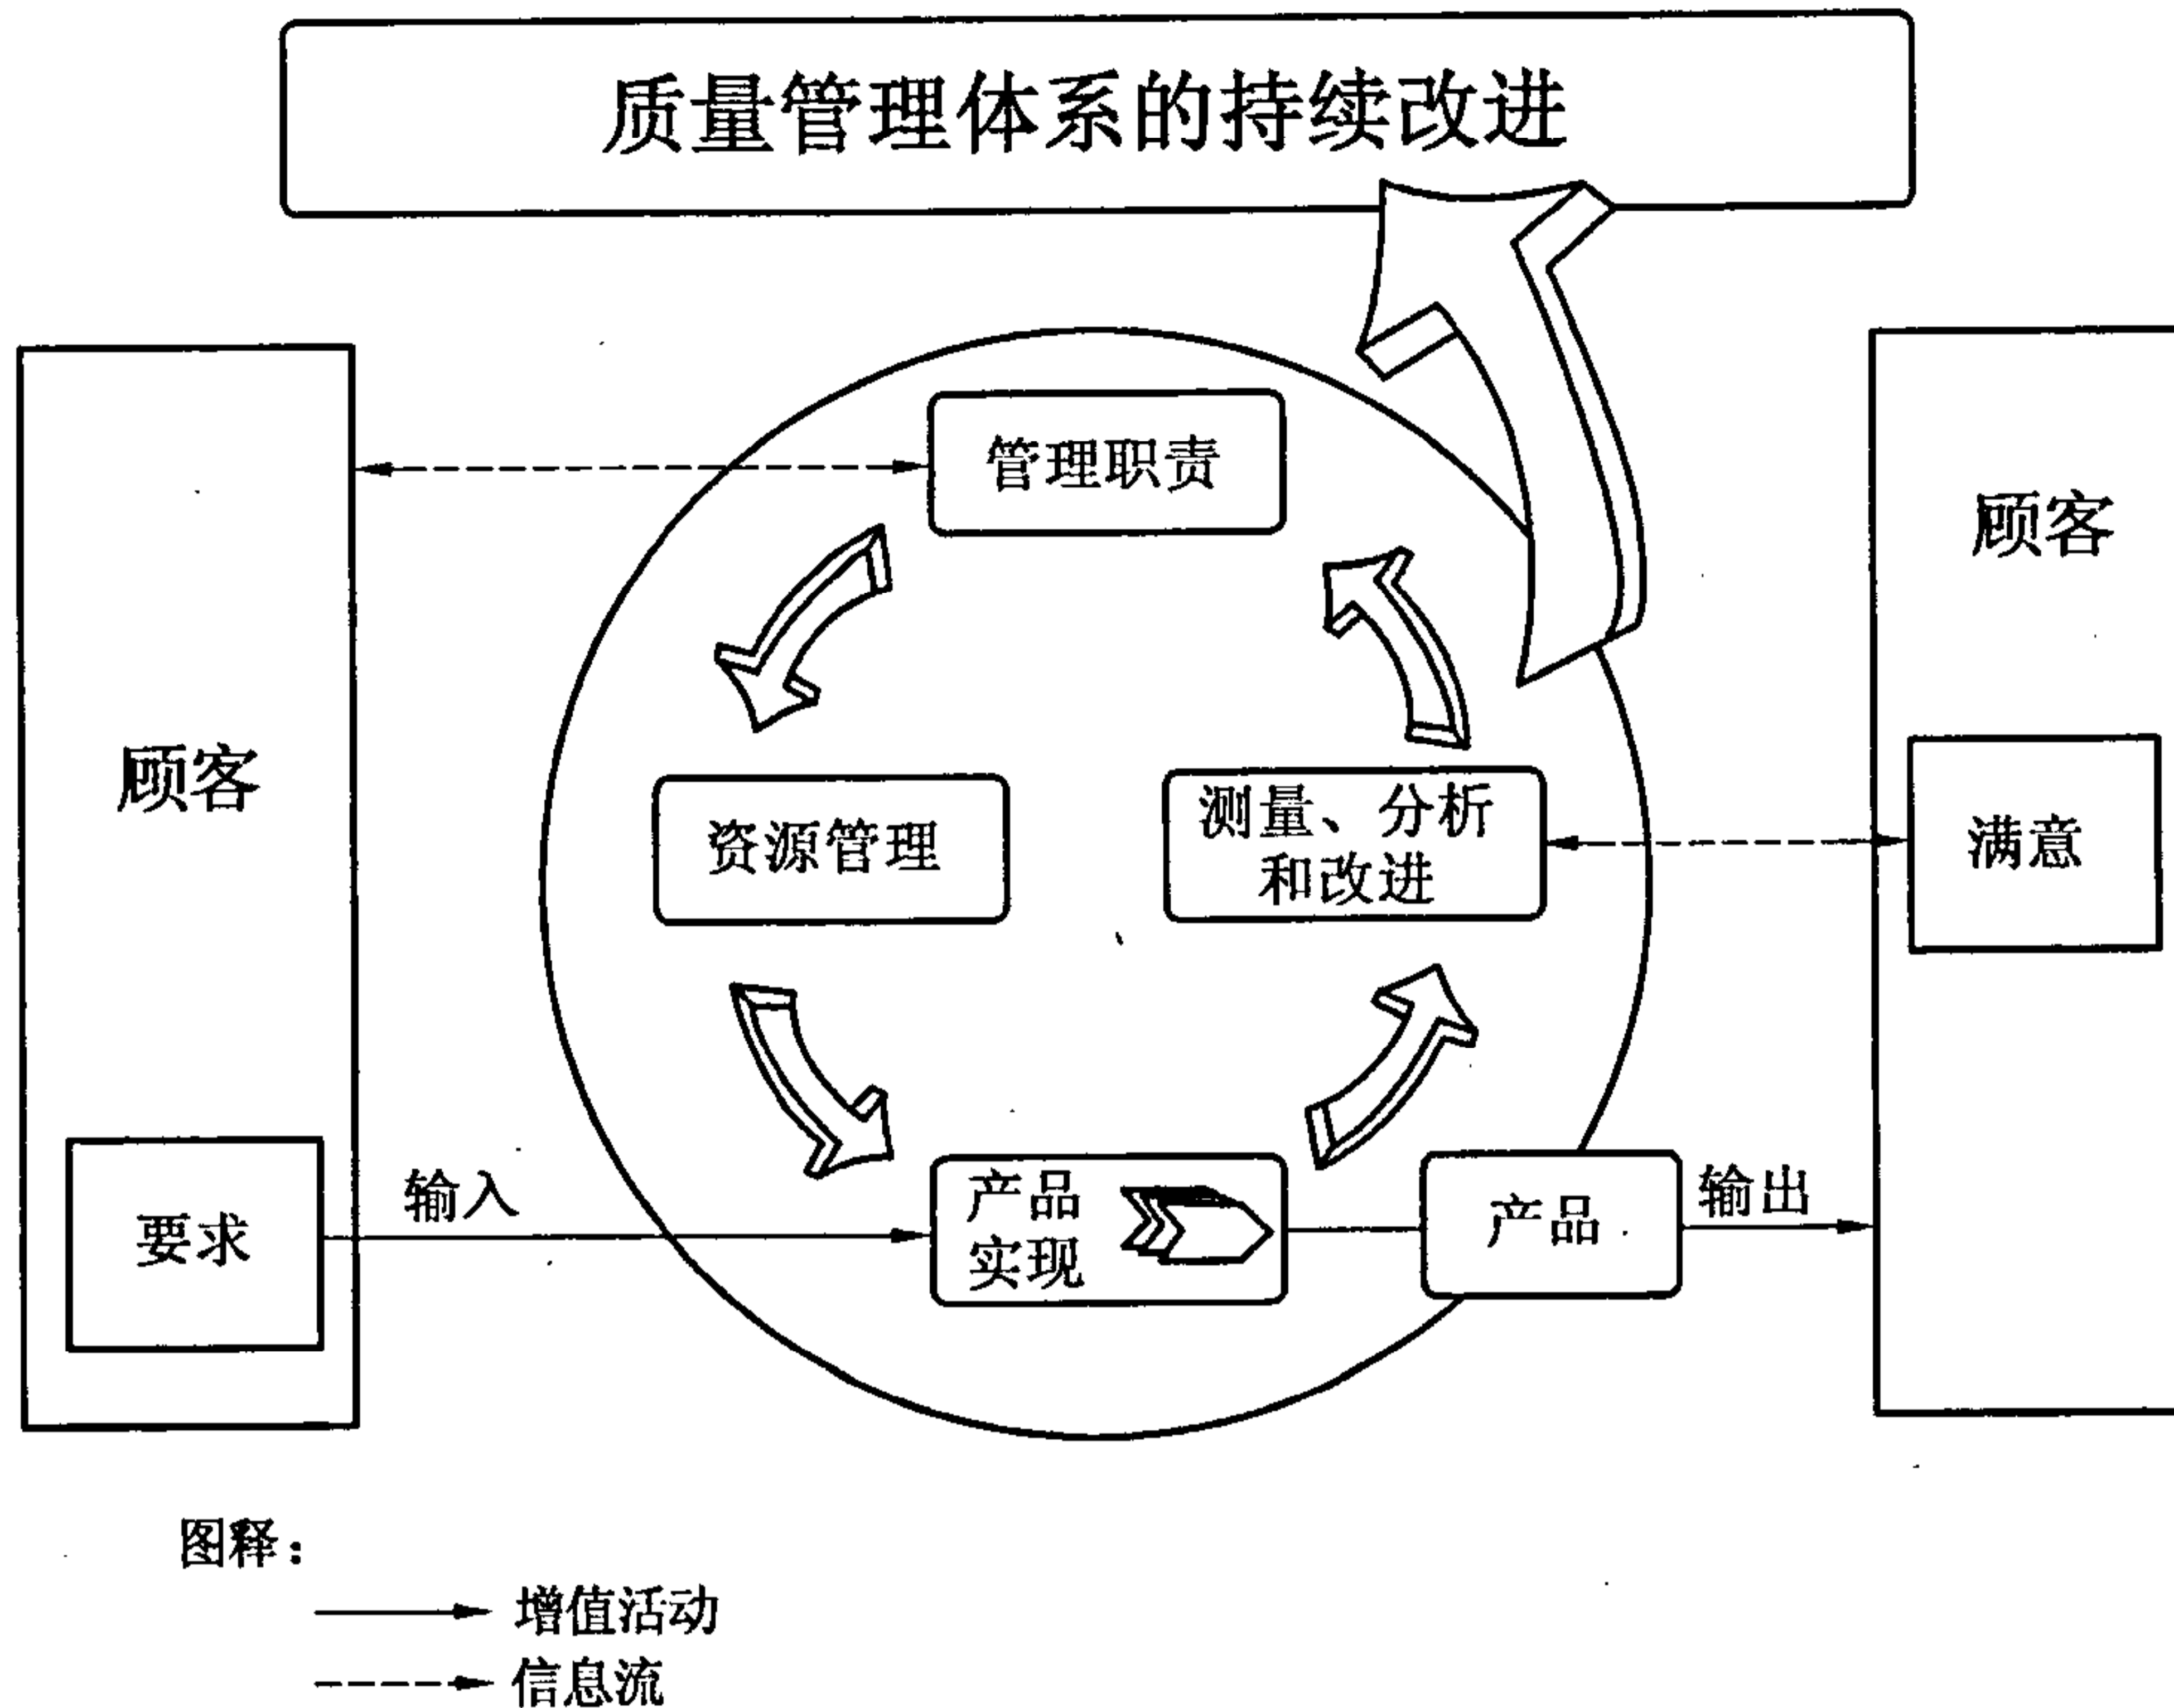 质量管理体系的持续改进
管理职责
顾客
顾客
资源管理
测量、分析
和改进
满意
要求
输入
产品
实现
产品
输出
图释:
增值活动
信息流